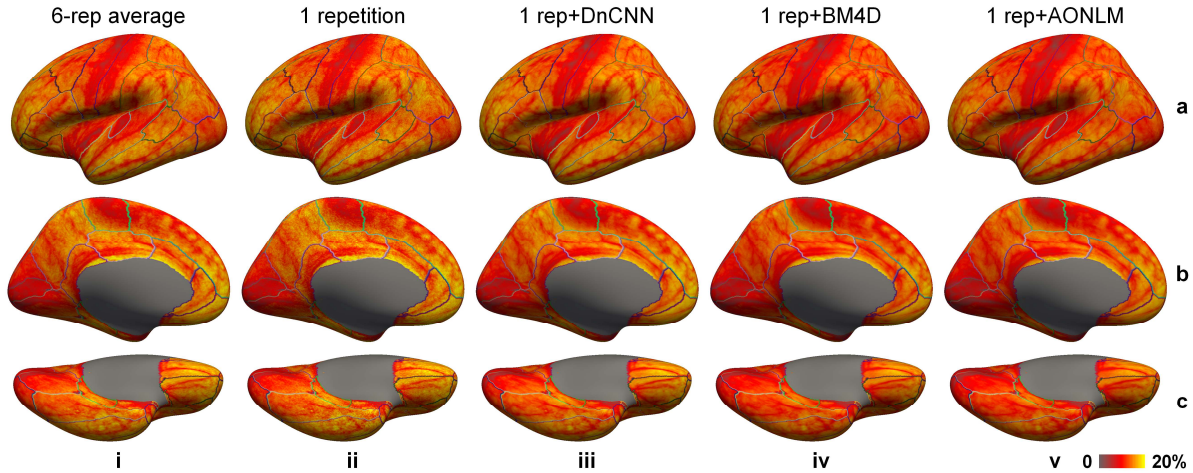 6-rep average 1 repetition 1 rep+DnCNN 1 rep+BM4D 1 rep+AONLM
a
b
c
i ii iii iv v 0 20%